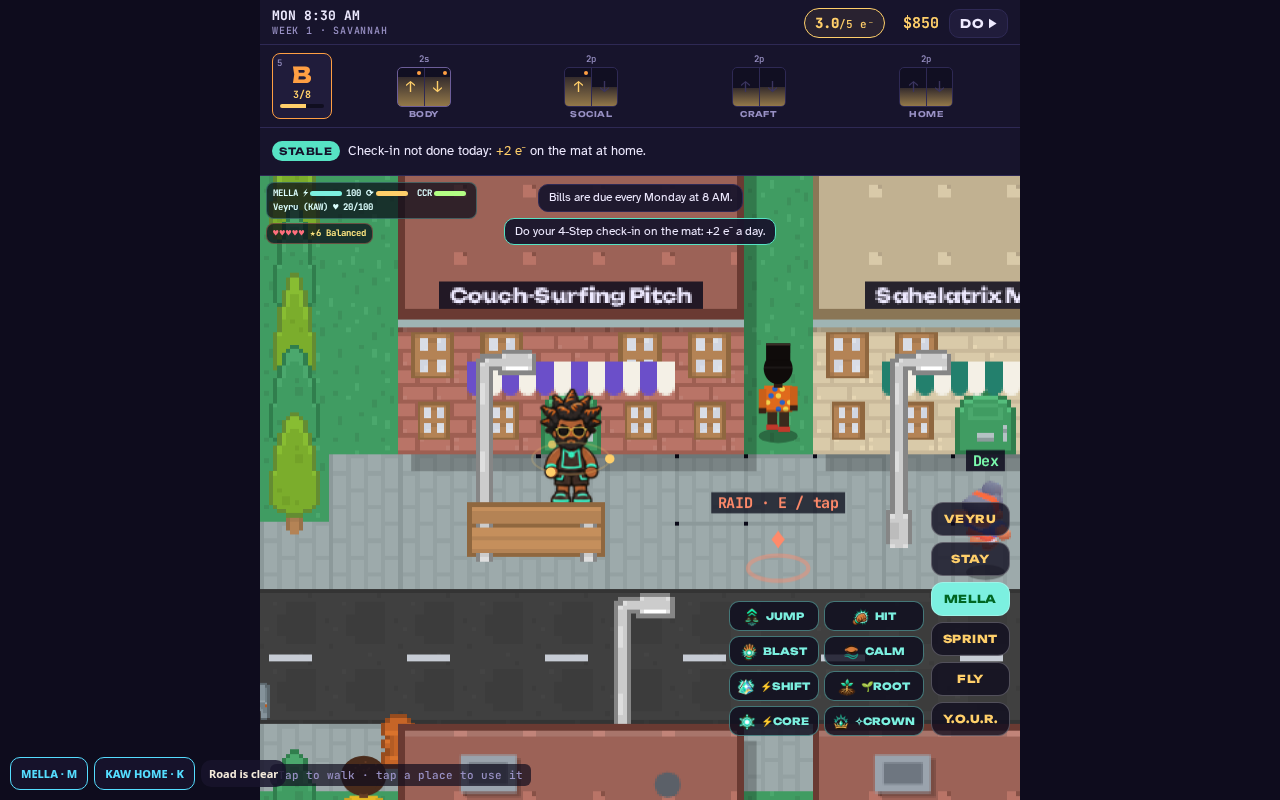 MON 8:30 AM
WEEK 1 · SAVANNAH
3.0/5 e⁻
$850
DO
5
B
3/8
2s
BODY
2p
SOCIAL
2p
CRAFT
2p
HOME
STABLE
Check-in not done today: +2 e⁻ on the mat at home.
MELLA ⚡ 100 ⟳ CCR
Veyru (KAW) ♥ 20/100
♥♥♥♥♥ ★6 Balanced
Bills are due every Monday at 8 AM.
Do your 4-Step check-in on the mat: +2 e⁻ a day.
Couch-Surfing Pitch
Sahelatrix M
Dex
RAID · E / tap
VEYRU
STAY
MELLA
SPRINT
FLY
Y.O.U.R.
JUMP
HIT
BLAST
CALM
⚡SHIFT
🌱ROOT
⚡CORE
✧CROWN
MELLA · M
KAW HOME · K
Road is clear
ap to walk · tap a place to use it